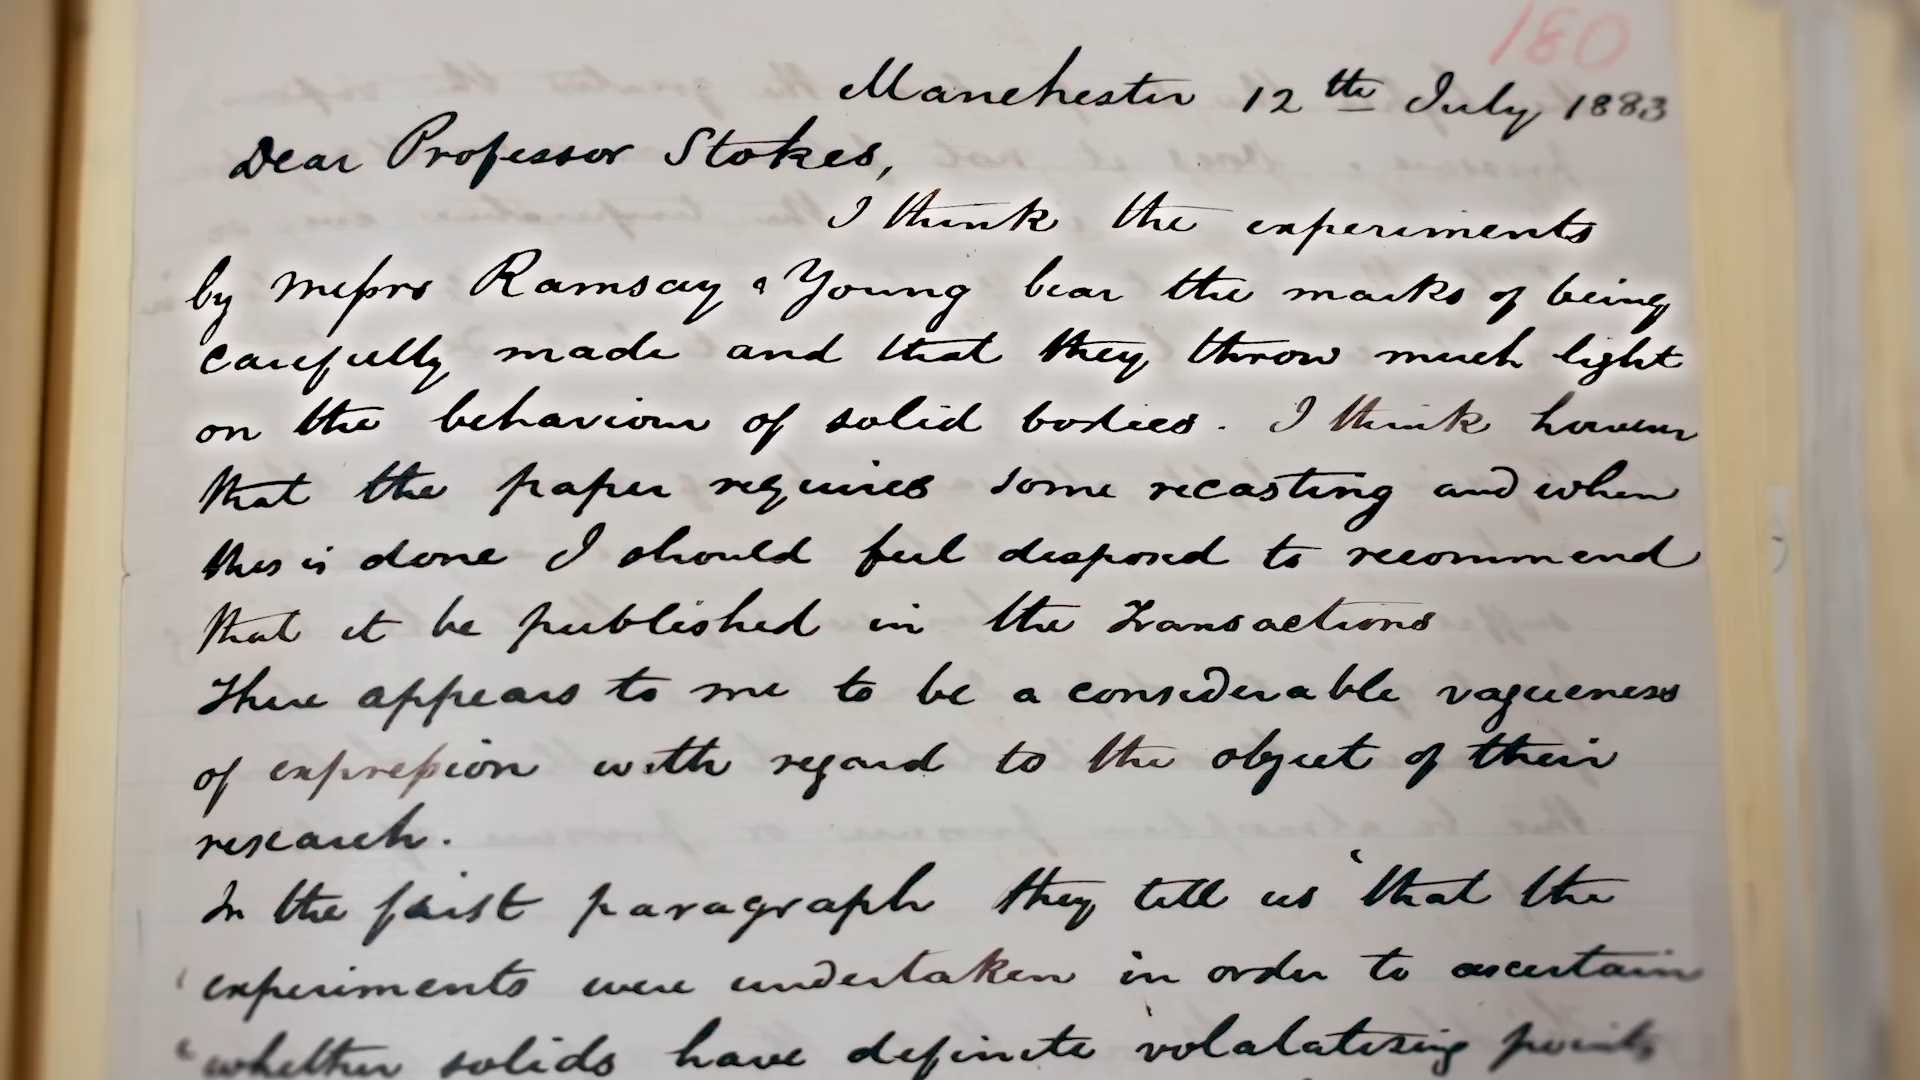 180
Manchester 12th July 1883
Dear Professor Stokes,
I think the experiments
by Messrs Ramsay & Young bear the marks of being
carefully made and that they throw much light
on the behaviour of solid bodies. I think however
that the paper requires some recasting and when
this is done I should feel disposed to recommend
that it be published in the Transactions
There appears to me to be a considerable vagueness
of expression with regard to the object of their
research.
In the first paragraph they tell us 'that the
'experiments were undertaken in order to ascertain
'whether solids have definite volalatising points